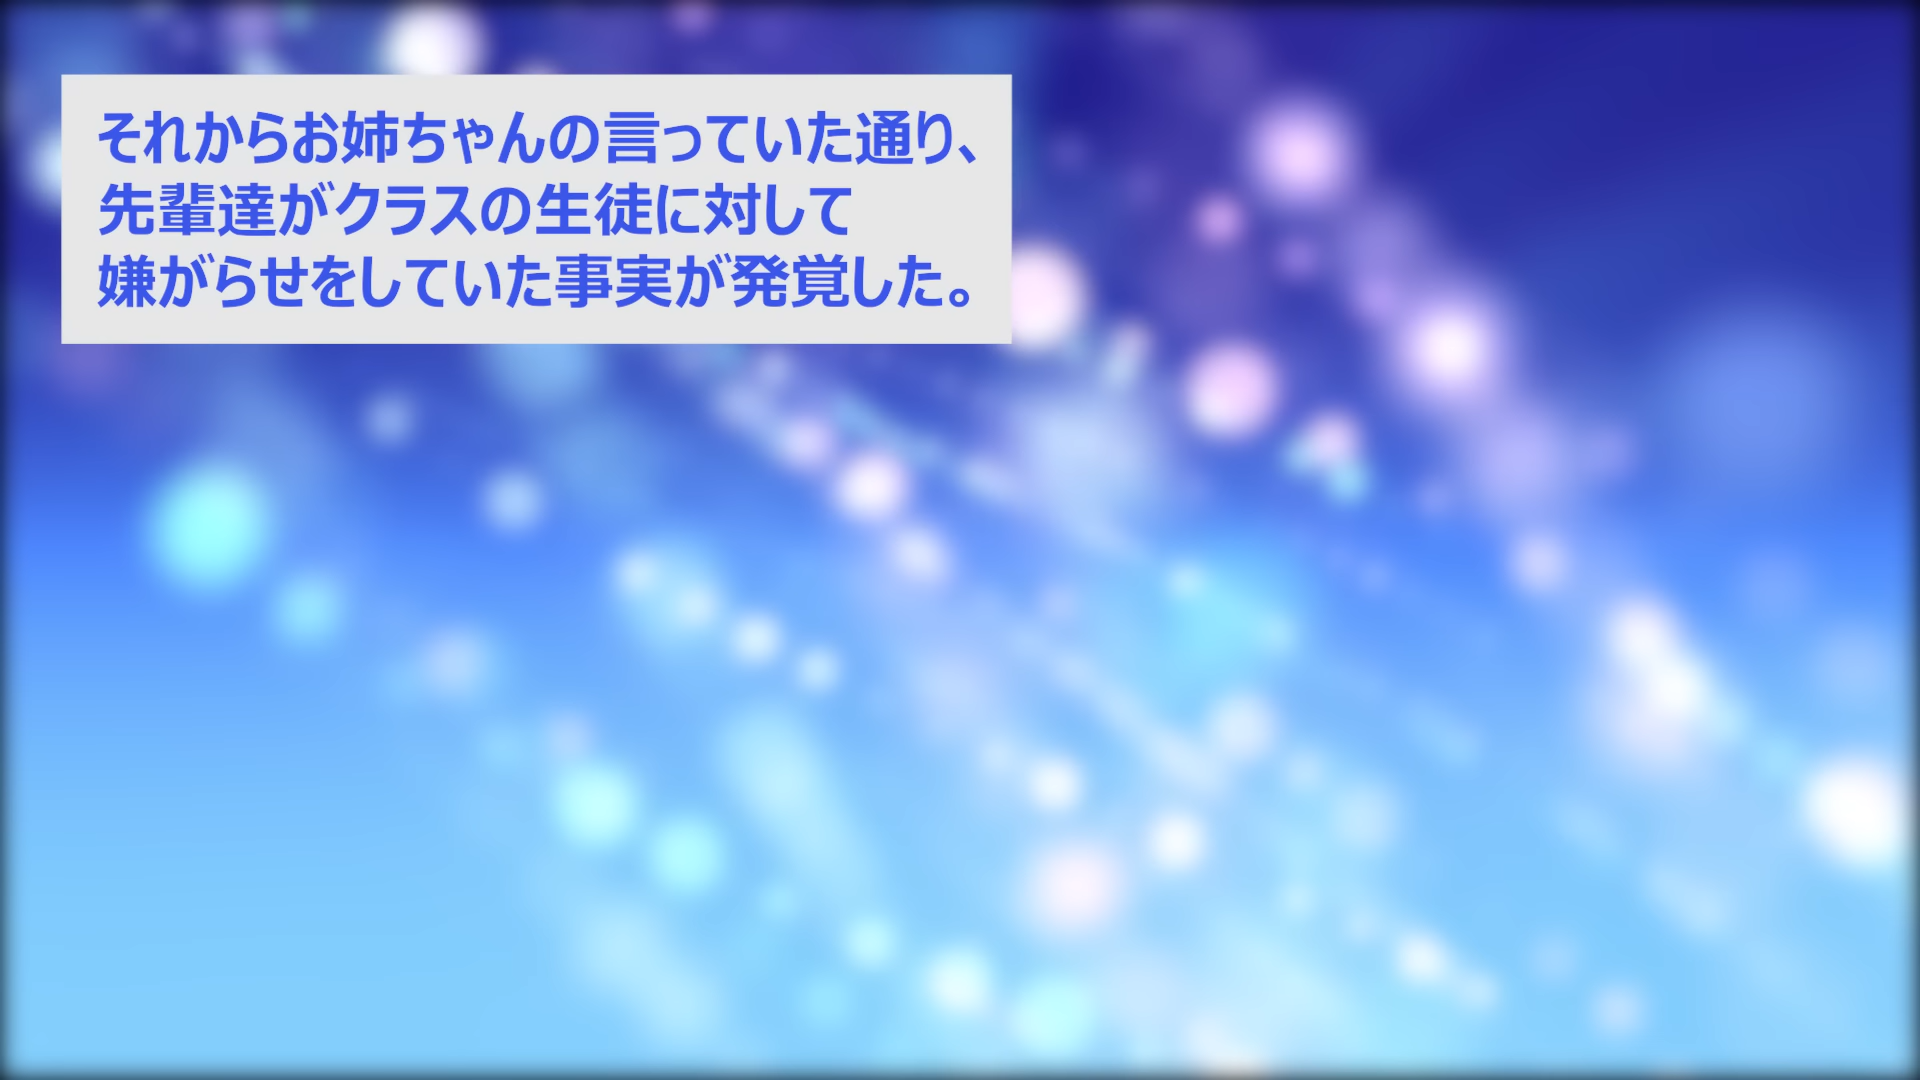 それからお姉ちゃんの言っていた通り、
先輩達がクラスの生徒に対して
嫌がらせをしていた事実が発覚した。